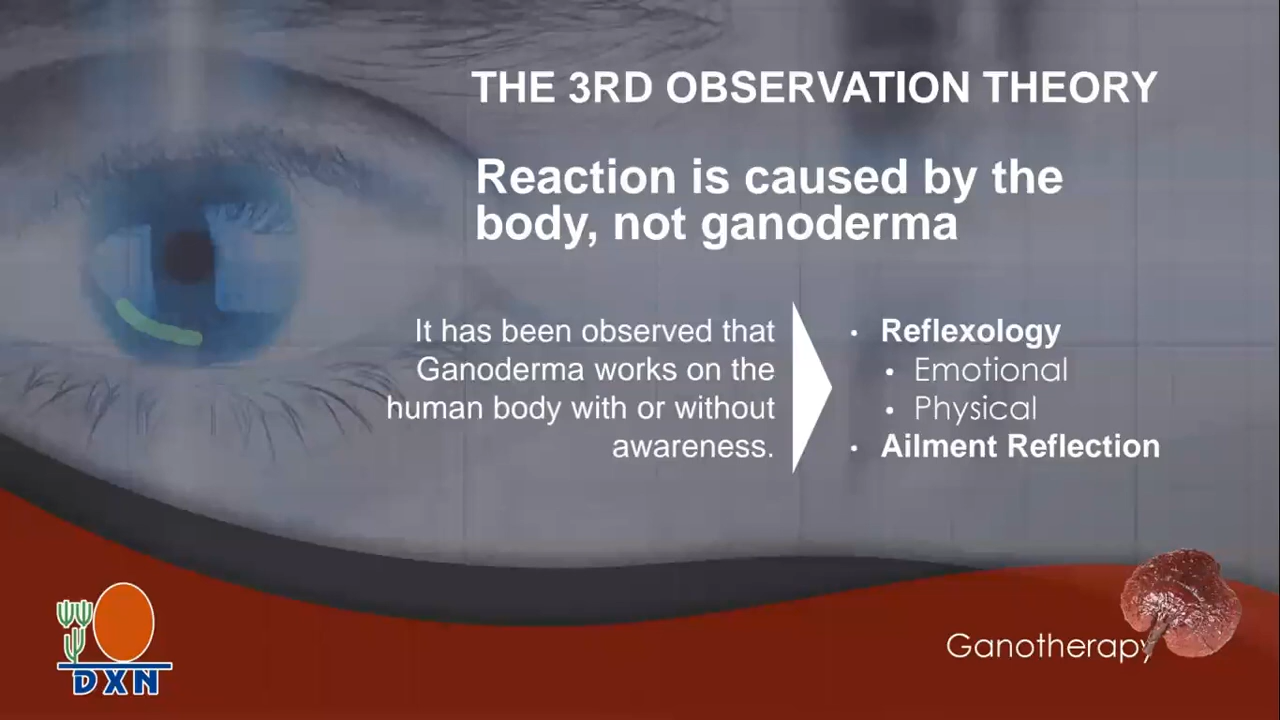 THE 3RD OBSERVATION THEORY
Reaction is caused by the
body, not ganoderma
It has been observed that
Ganoderma works on the
human body with or without
awareness.
• Reflexology
• Emotional
• Physical
• Ailment Reflection
DXN
Ganotherapy